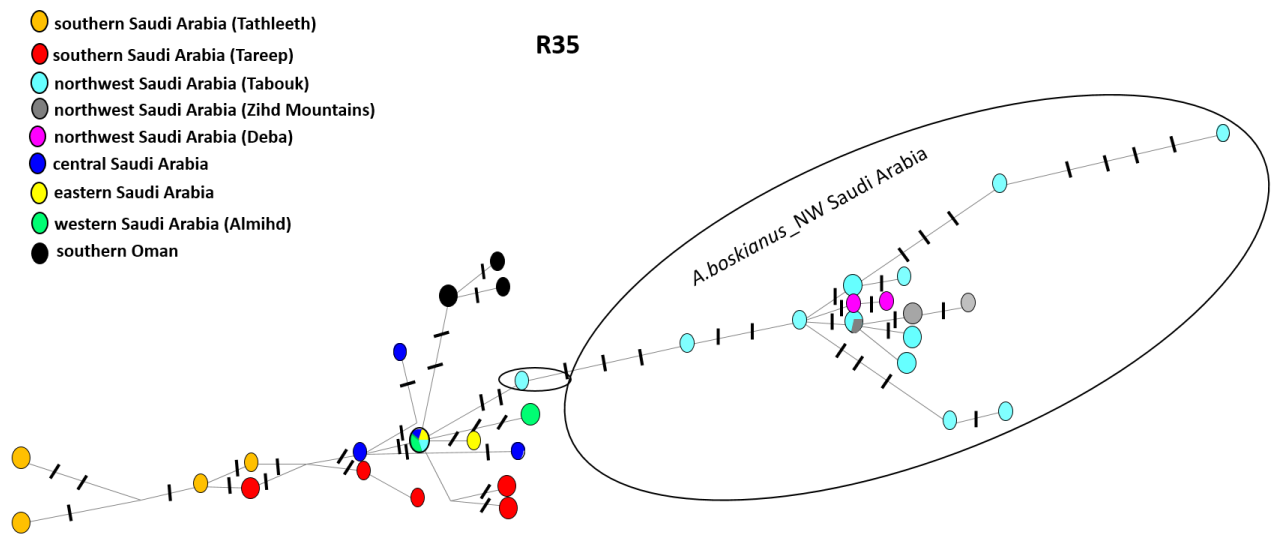 southern Saudi Arabia (Tathleeth)
southern Saudi Arabia (Tareep)
northwest Saudi Arabia (Tabouk)
northwest Saudi Arabia (Zihd Mountains)
northwest Saudi Arabia (Deba)
central Saudi Arabia
eastern Saudi Arabia
western Saudi Arabia (Almihd)
southern Oman
R35
A.boskianus_NW Saudi Arabia